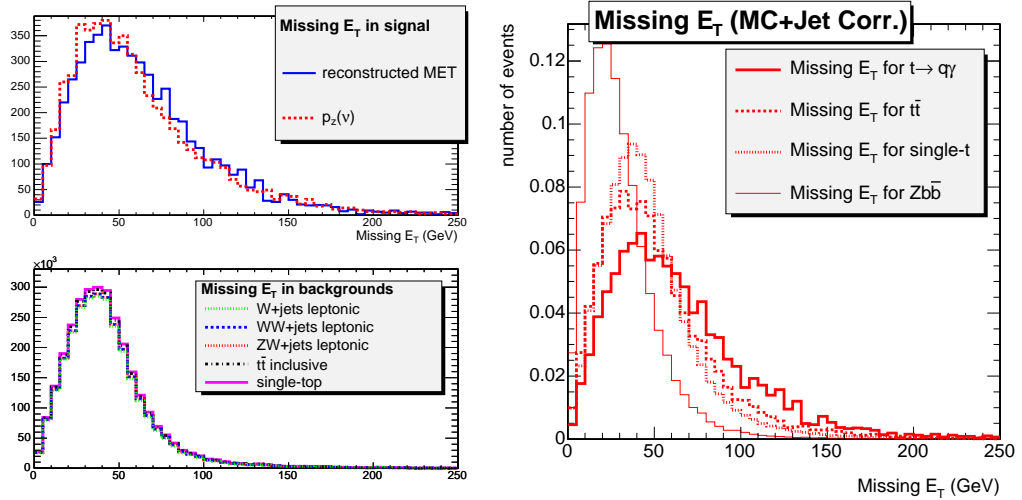 Missing E_T in signal
reconstructed MET
p_z(ν)
350
300
250
200
150
100
50
0
0 50 100 150 200 250
Missing E_T (GeV)
×10³
Missing E_T in backgrounds
W+jets leptonic
WW+jets leptonic
ZW+jets leptonic
tt̄ inclusive
single-top
300
250
200
150
100
50
0
0 50 100 150 200 250
Missing E_T (MC+Jet Corr.)
number of events
Missing E_T for t→ qγ
Missing E_T for tt̄
Missing E_T for single-t
Missing E_T for Zbb̄
0.12
0.1
0.08
0.06
0.04
0.02
0
0 50 100 150 200 250
Missing E_T (GeV)